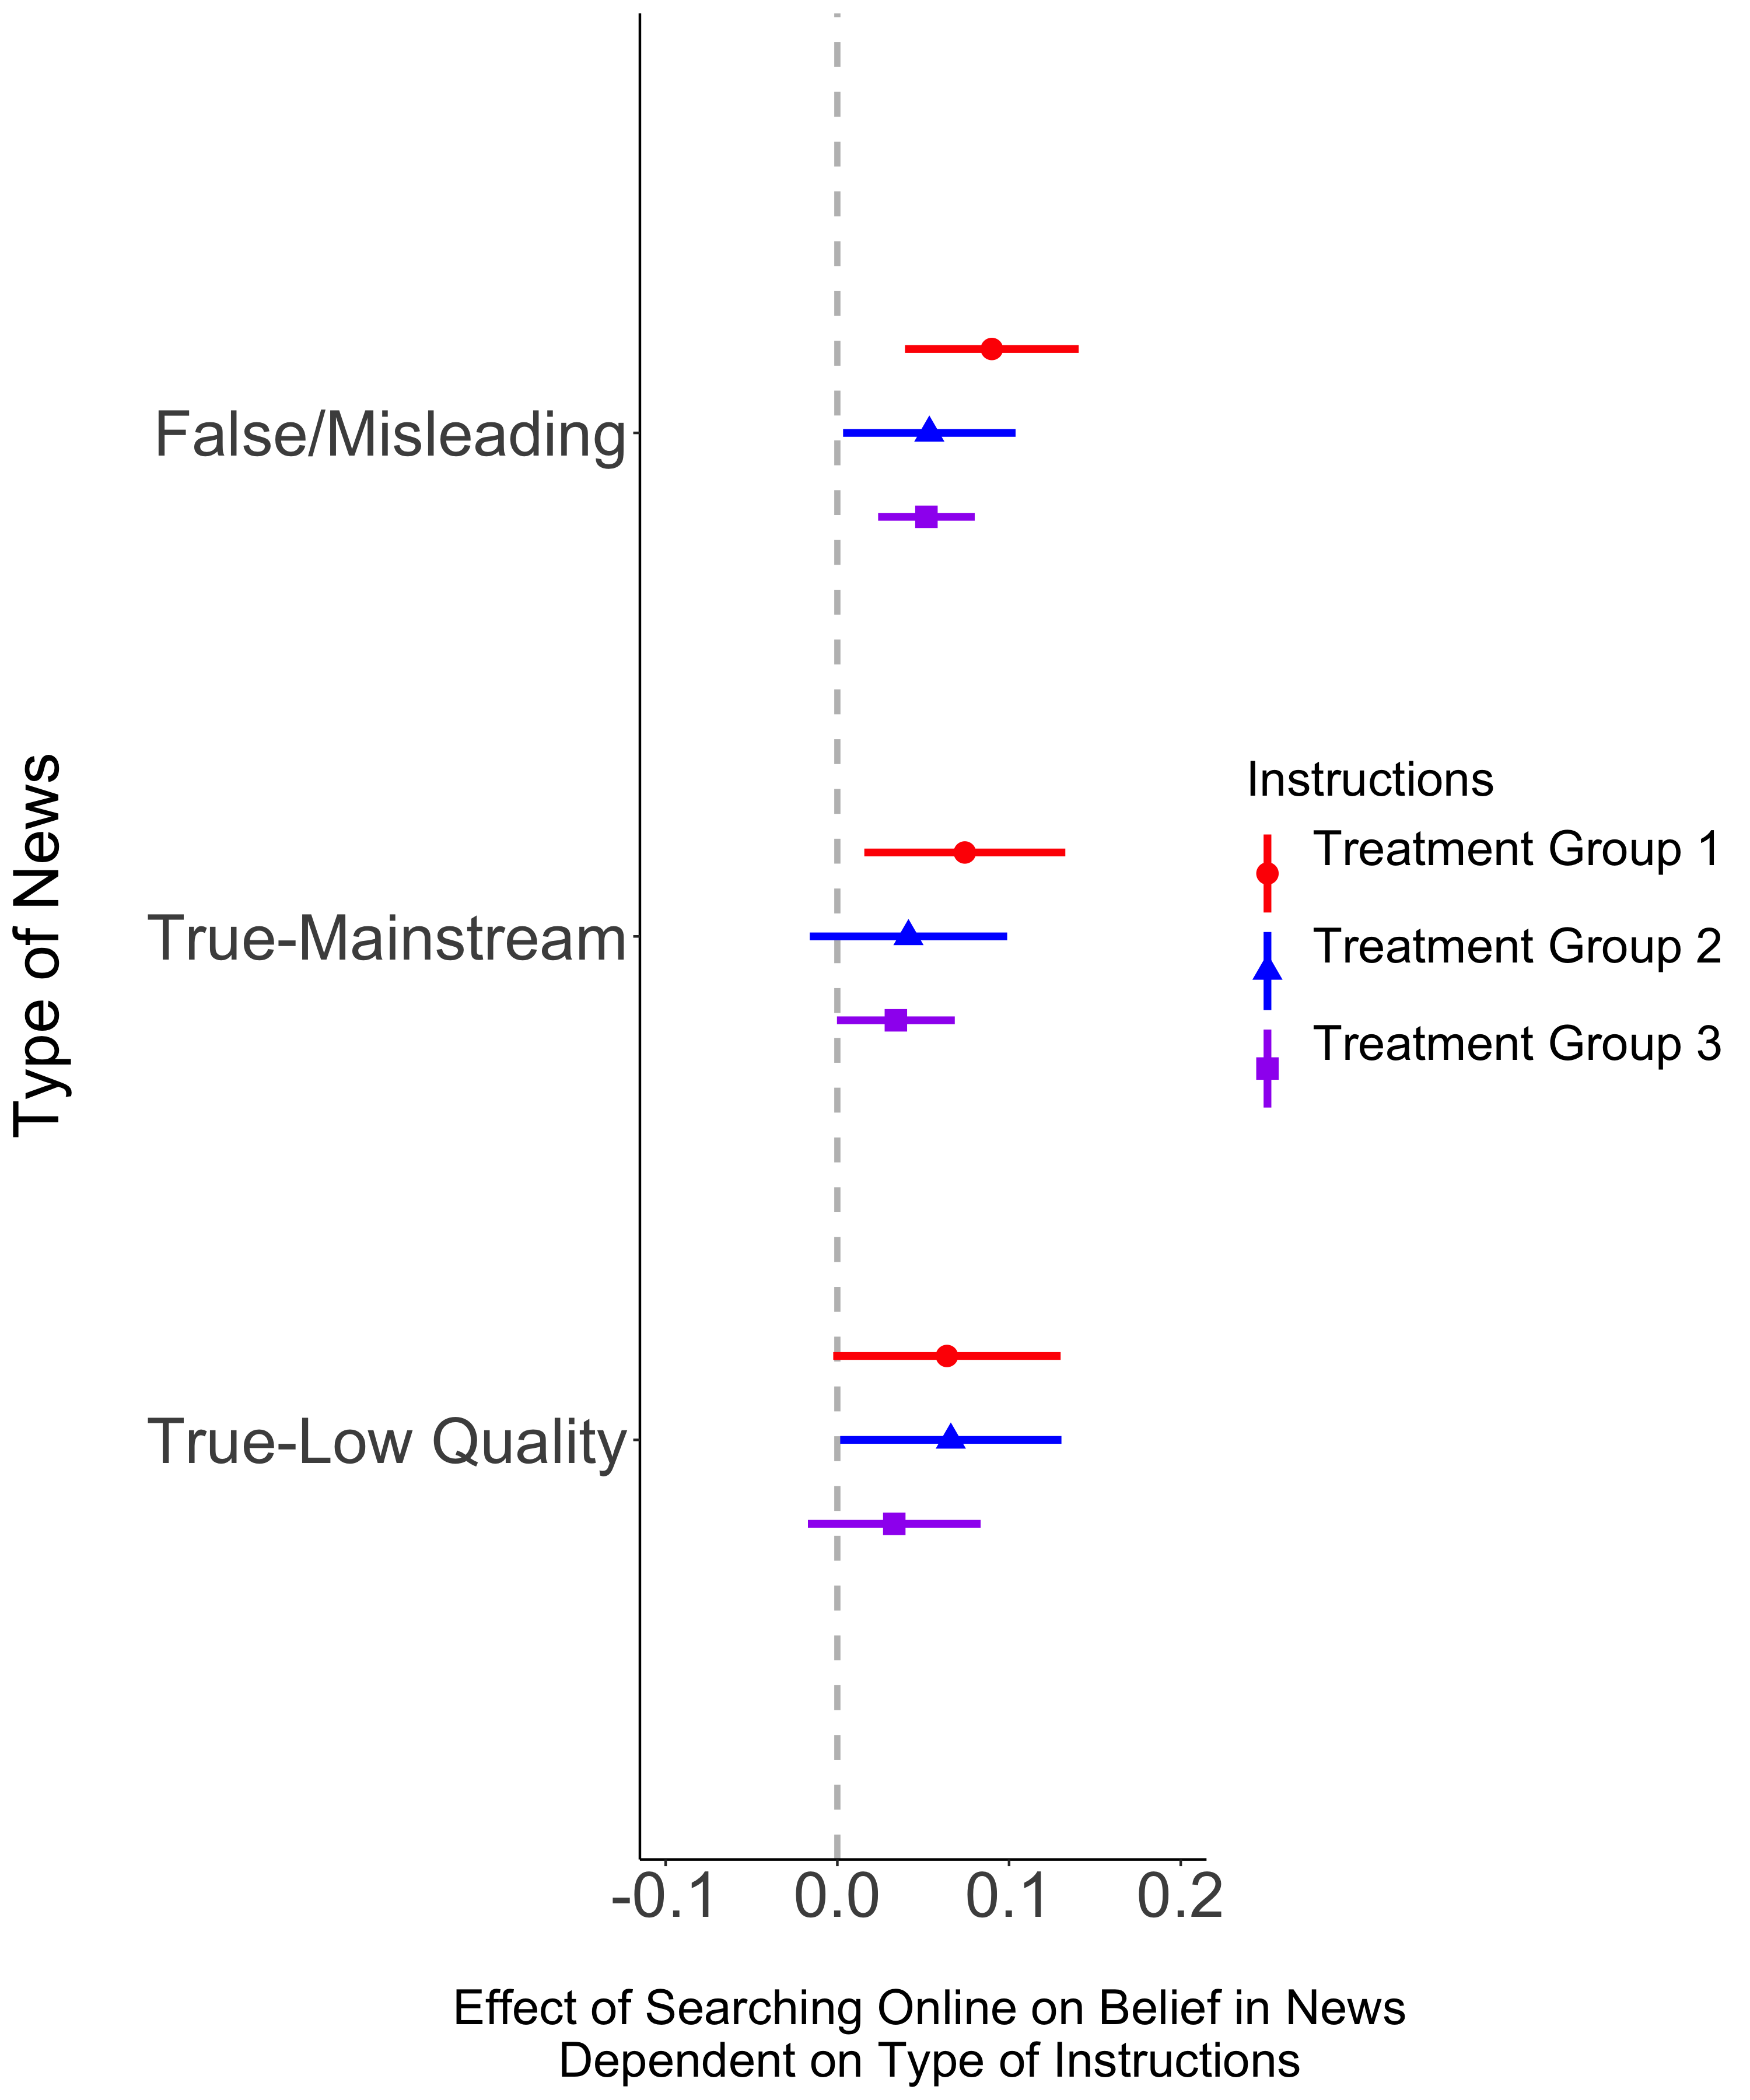 Type of News
False/Misleading
True-Mainstream
True-Low Quality
-0.1 0.0 0.1 0.2
Effect of Searching Online on Belief in News
Dependent on Type of Instructions
Instructions
Treatment Group 1
Treatment Group 2
Treatment Group 3